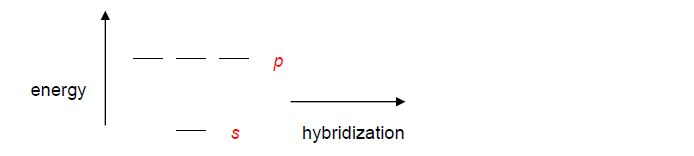 p
energy
s
hybridization